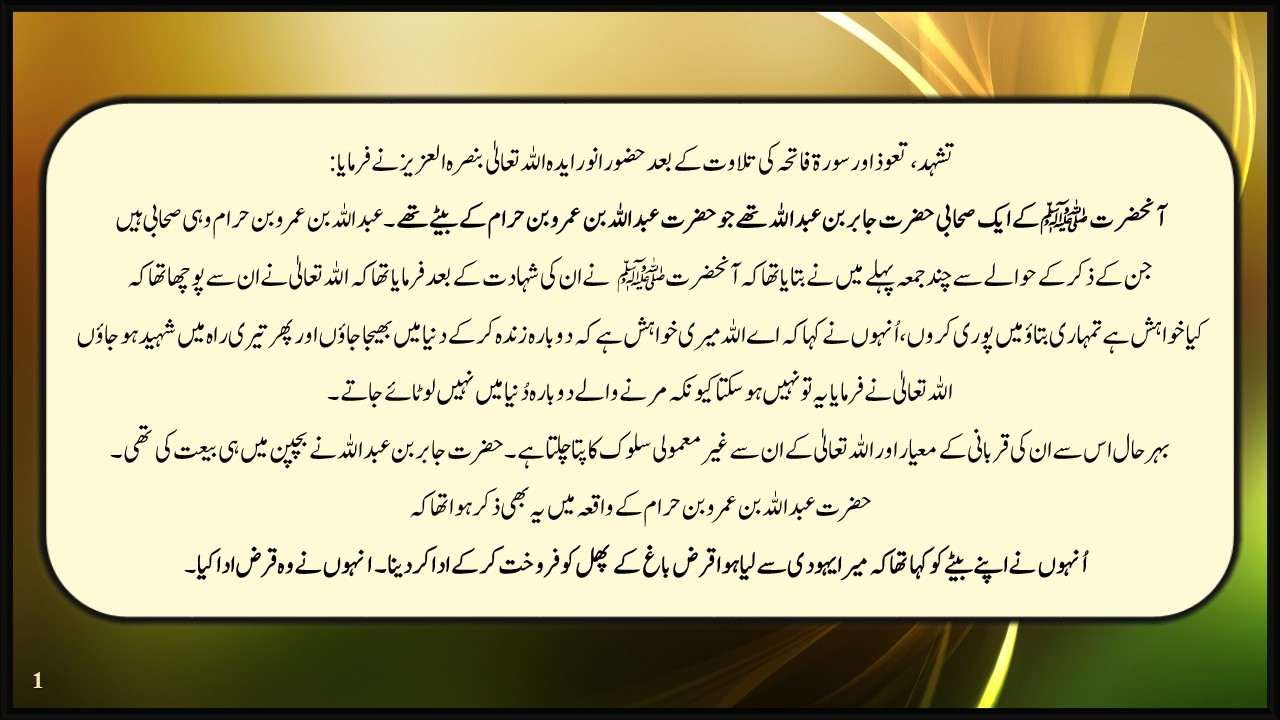 تشہد، تعوذ اور سورۃ فاتحہ کی تلاوت کے بعد حضور انور ایدہ اللہ تعالیٰ بنصرہ العزیز نے فرمایا:
آنحضرت ﷺ کے ایک صحابی حضرت جابر بن عبد اللہ تھے جو حضرت عبد اللہ بن عمرو بن حرام کے بیٹے تھے۔ عبد اللہ بن عمرو بن حرام وہی صحابی ہیں
جن کے ذکر کے حوالے سے چند جمعہ پہلے میں نے بتایا تھا کہ آنحضرت ﷺ نے ان کی شہادت کے بعد فرمایا تھا کہ اللہ تعالیٰ نے ان سے پوچھا تھا کہ
کیا خواہش ہے تمہاری بتاؤ میں پوری کروں، اُنہوں نے کہا کہ اے اللہ میری خواہش ہے کہ دوبارہ زندہ کر کے دنیا میں بھیجا جاؤں اور پھر تیری راہ میں شہید ہو جاؤں
اللہ تعالیٰ نے فرمایا یہ تو نہیں ہو سکتا کیونکہ مرنے والے دوبارہ دُنیا میں نہیں لوٹائے جاتے۔
بہر حال اس سے ان کی قربانی کے معیار اور اللہ تعالیٰ کے ان سے غیر معمولی سلوک کا پتا چلتا ہے۔ حضرت جابر بن عبد اللہ نے بچپن میں ہی بیعت کی تھی۔
حضرت عبد اللہ بن عمرو بن حرام کے واقعہ میں یہ بھی ذکر ہوا تھا کہ
اُنہوں نے اپنے بیٹے کو کہا تھا کہ میرا یہودی سے لیا ہوا قرض باغ کے پھل کو فروخت کر کے ادا کر دینا۔ انہوں نے وہ قرض ادا کیا۔
1